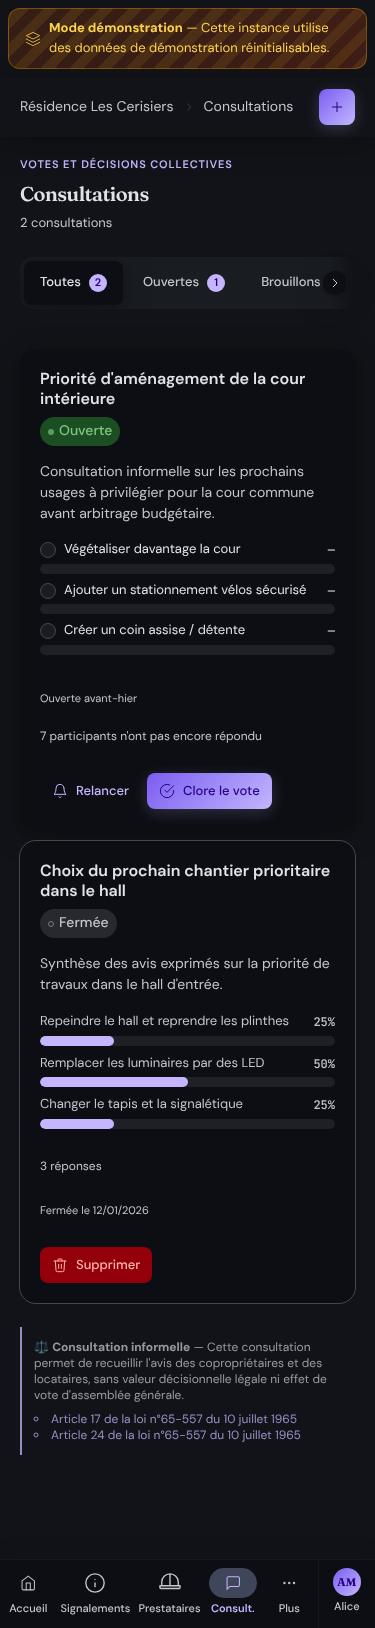 Mode démonstration — Cette instance utilise
des données de démonstration réinitialisables.
Résidence Les Cerisiers > Consultations +
VOTES ET DÉCISIONS COLLECTIVES
Consultations
2 consultations
Toutes 2 Ouvertes 1 Brouillons
Priorité d'aménagement de la cour
intérieure
Ouverte
Consultation informelle sur les prochains
usages à privilégier pour la cour commune
avant arbitrage budgétaire.
Végétaliser davantage la cour —
Ajouter un stationnement vélos sécurisé —
Créer un coin assise / détente —
Ouverte avant-hier
7 participants n'ont pas encore répondu
Relancer Clore le vote
Choix du prochain chantier prioritaire
dans le hall
Fermée
Synthèse des avis exprimés sur la priorité de
travaux dans le hall d'entrée.
Repeindre le hall et reprendre les plinthes 25%
Remplacer les luminaires par des LED 50%
Changer le tapis et la signalétique 25%
3 réponses
Fermée le 12/01/2026
Supprimer
⚖️ Consultation informelle — Cette consultation
permet de recueillir l'avis des copropriétaires et des
locataires, sans valeur décisionnelle légale ni effet de
vote d'assemblée générale.
Article 17 de la loi n°65-557 du 10 juillet 1965
Article 24 de la loi n°65-557 du 10 juillet 1965
AM
Accueil Signalements Prestataires Consult. Plus Alice